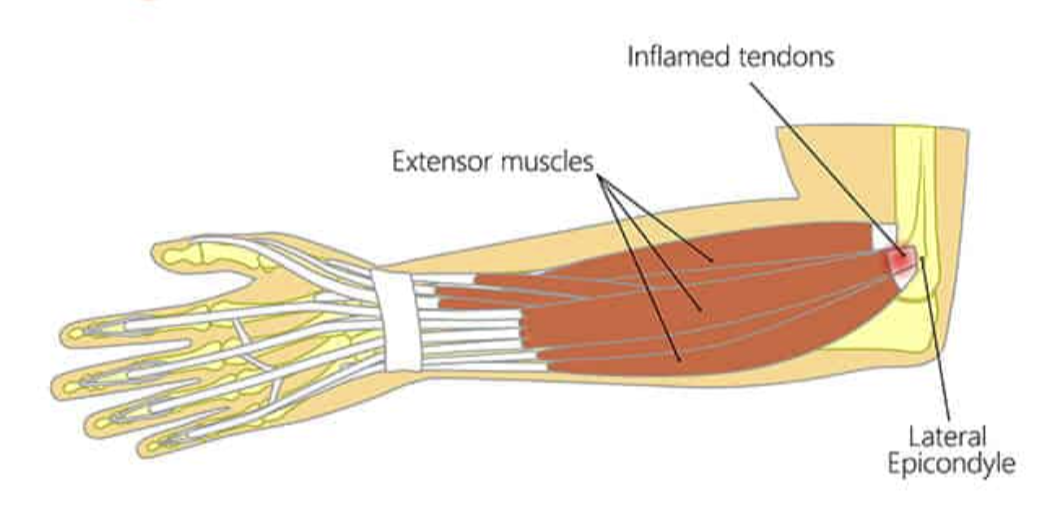 Inflamed tendons
Extensor muscles
Lateral
Epicondyle